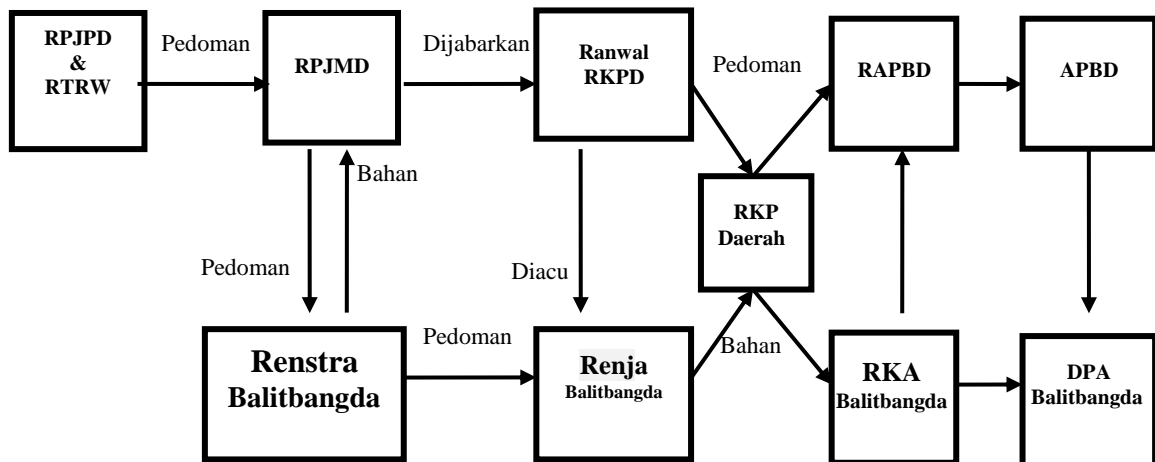 RPJPD
&
RTRW
Pedoman
RPJMD
Dijabarkan
Ranwal
RKPD
Pedoman
RAPBD
APBD
Bahan
RKP
Daerah
Pedoman
Diacu
Renstra
Balitbangda
Pedoman
Renja
Balitbangda
Bahan
RKA
Balitbangda
DPA
Balitbangda